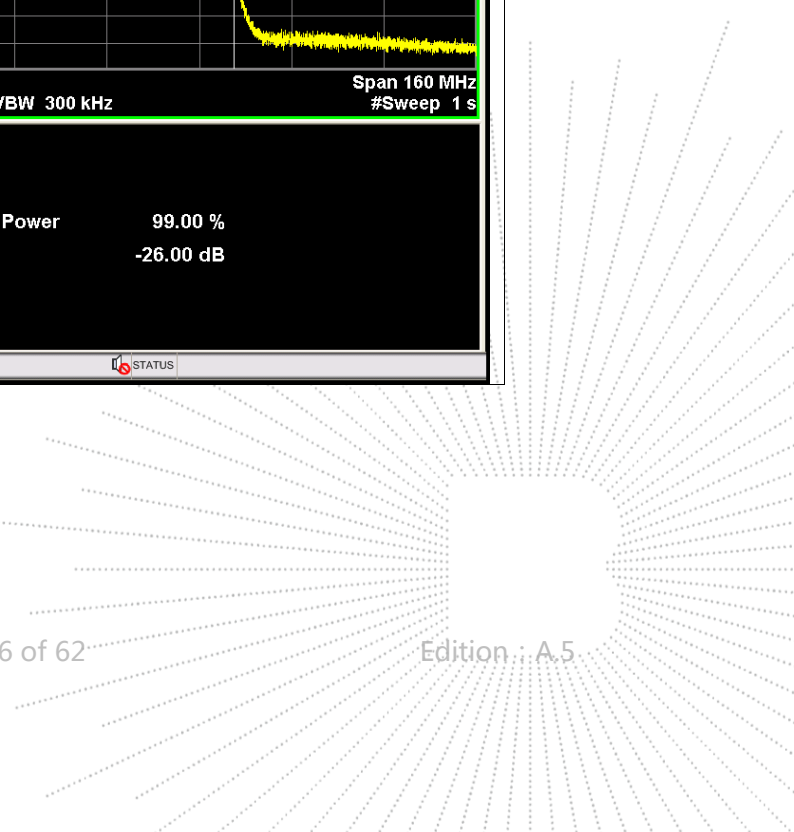 Span 160 MHz
VBW 300 kHz #Sweep 1 s
Power 99.00 %
-26.00 dB
STATUS
6 of 62 Edition : A.5